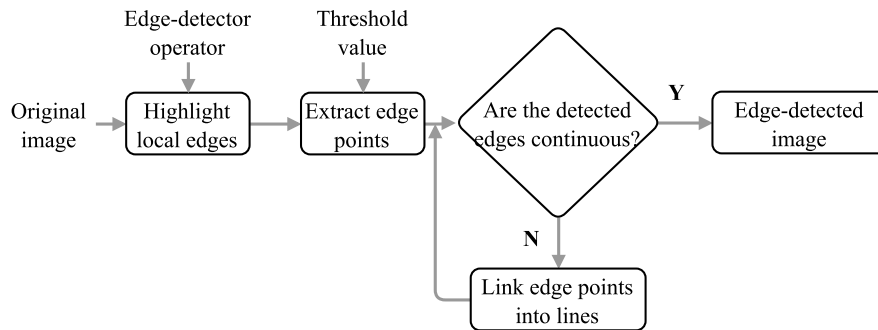 Edge-detector
operator
Threshold
value
Original
image
Highlight
local edges
Extract edge
points
Are the detected
edges continuous?
Y
Edge-detected
image
N
Link edge points
into lines